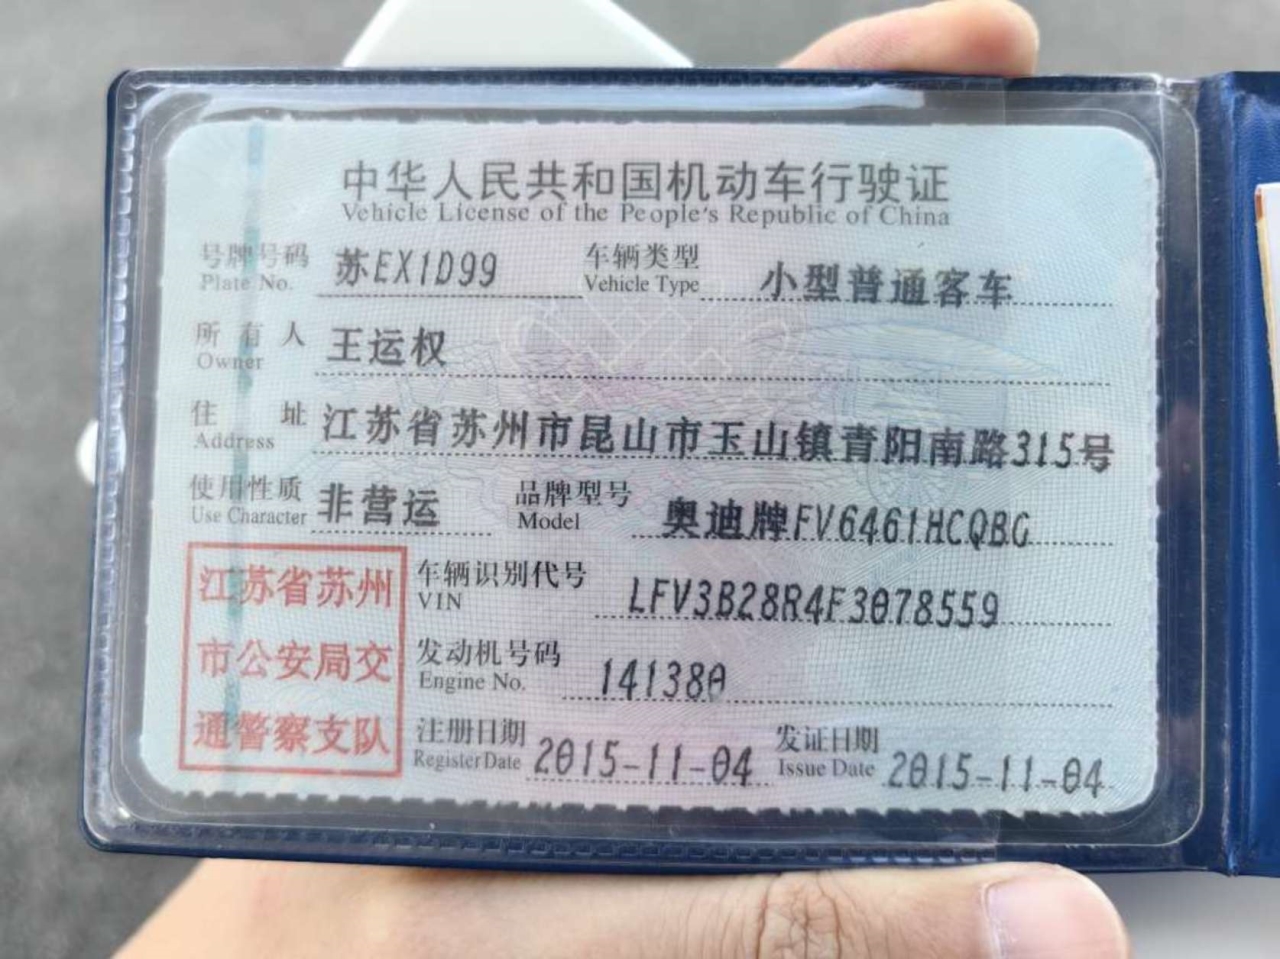 中华人民共和国机动车行驶证
Vehicle License of the People's Republic of China
号牌号码 苏EX1D99 车辆类型 小型普通客车
Plate No. Vehicle Type
所有人 王运权
Owner
住址 江苏省苏州市昆山市玉山镇青阳南路315号
Address
使用性质 非营运 品牌型号 奥迪牌FV6461HCQBG
Use Character Model
江苏省苏州
市公安局交
通警察支队
车辆识别代号 LFV3B28R4F3078559
VIN
发动机号码 141380
Engine No.
注册日期 2015-11-04 发证日期 2015-11-04
Register Date Issue Date